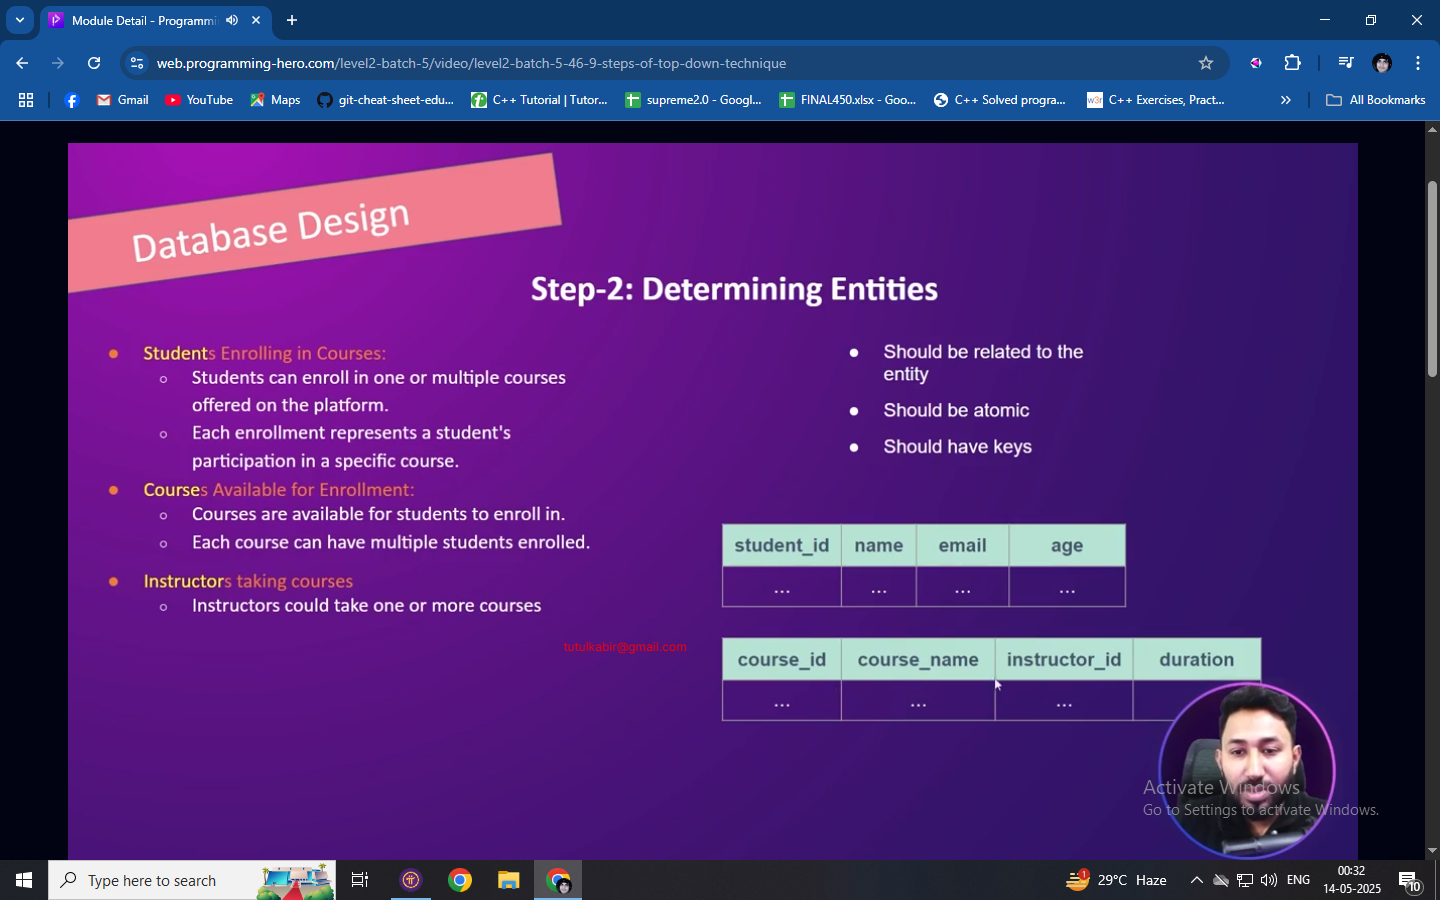 Module Detail - Programmi
web.programming-hero.com/level2-batch-5/video/level2-batch-5-46-9-steps-of-top-down-technique
Gmail
YouTube
Maps
git-cheat-sheet-edu...
C++ Tutorial | Tutor...
supreme2.0 - Googl...
FINAL450.xlsx - Goo...
C++ Solved progra...
w3r
C++ Exercises, Pract...
All Bookmarks
Database Design
Step-2: Determining Entities
Students Enrolling in Courses:
Students can enroll in one or multiple courses
offered on the platform.
Each enrollment represents a student's
participation in a specific course.
Courses Available for Enrollment:
Courses are available for students to enroll in.
Each course can have multiple students enrolled.
Instructors taking courses
Instructors could take one or more courses
Should be related to the
entity
Should be atomic
Should have keys
student_id name email age
... ... ... ...
tutulkabir@gmail.com
course_id course_name instructor_id duration
... ... ...
Activate Windows
Go to Settings to activate Windows.
Type here to search
1
29°C Haze
ENG
00:32
14-05-2025
10